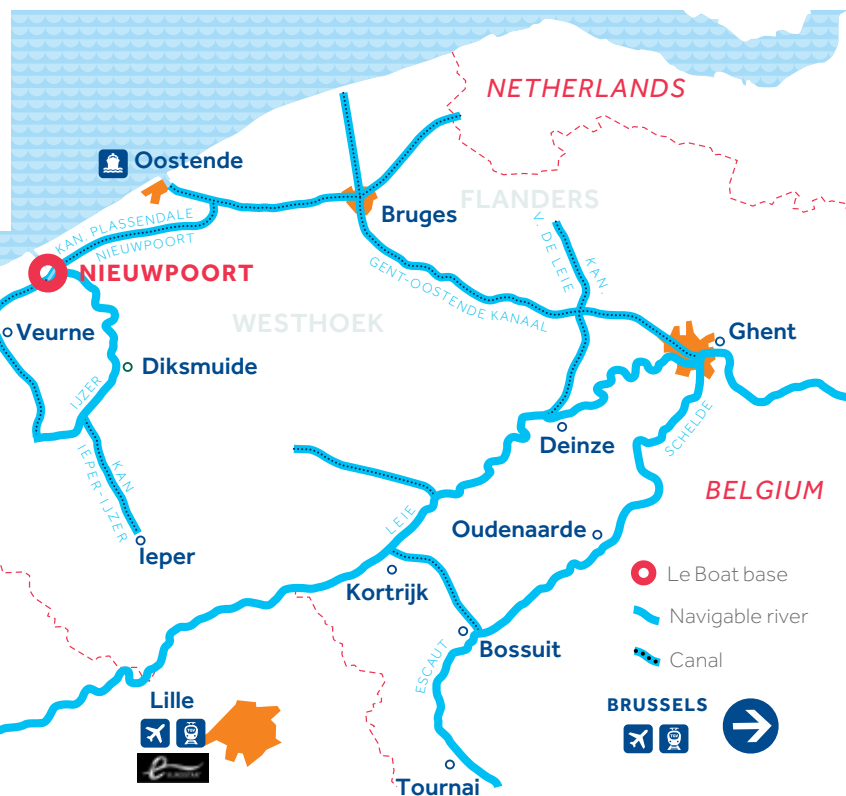 NETHERLANDS
Oostende
FLANDERS
Bruges
KAN. PLASSENDALE
NIEUWPOORT
V. DE LEIE
KAN.
NIEUWPOORT
GENT-OOSTENDE KANAAL
WESTHOEK
Veurne
Ghent
Diksmuide
IJZER
Deinze
SCHELDE
KAN
IEPER-IJZER
BELGIUM
LEIE
Oudenaarde
Ieper
Le Boat base
Kortrijk
Navigable river
Bossuit
ESCAUT
Canal
Lille
BRUSSELS
TGV
TGV
Tournai